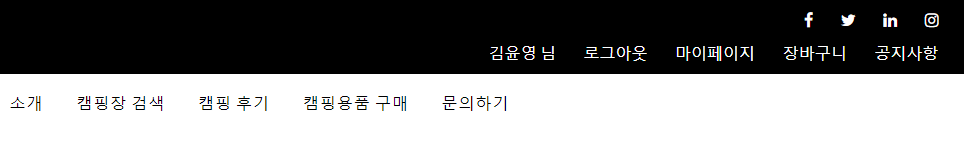 김윤영 님 로그아웃 마이페이지 장바구니 공지사항
소개 캠핑장 검색 캠핑 후기 캠핑용품 구매 문의하기